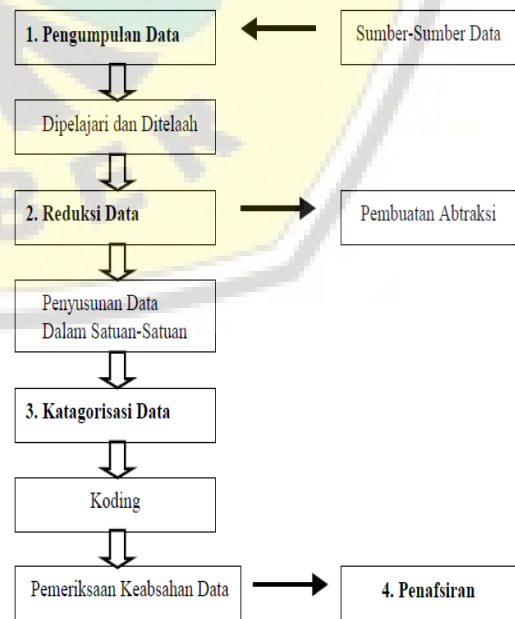 1. Pengumpulan Data
Sumber-Sumber Data
Dipelajari dan Ditelaah
2. Reduksi Data
Pembuatan Abtraksi
Penyusunan Data
Dalam Satuan-Satuan
3. Katagorisasi Data
Koding
Pemeriksaan Keabsahan Data
4. Penafsiran
BER